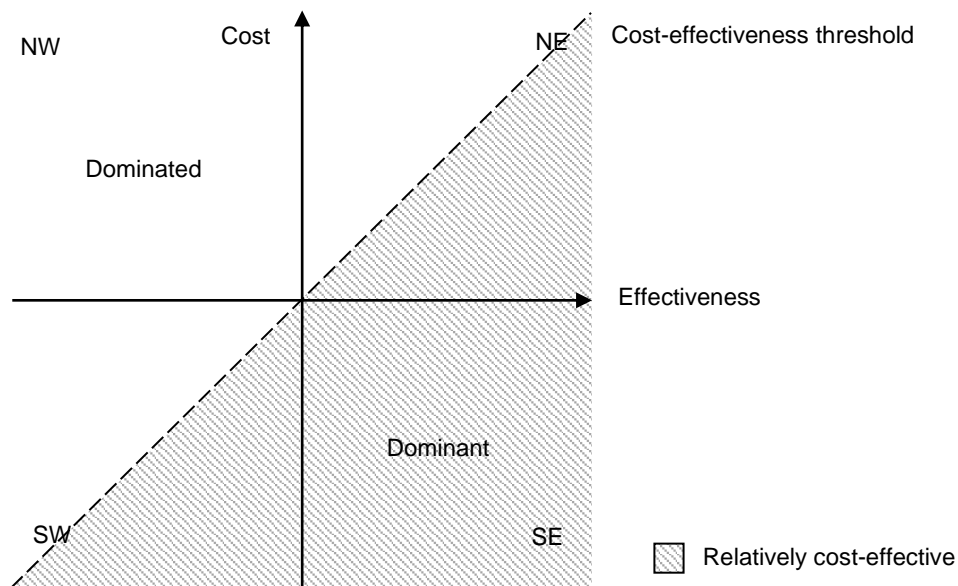 NW
Cost
NE
Cost-effectiveness threshold
Dominated
Effectiveness
Dominant
SW
SE
Relatively cost-effective